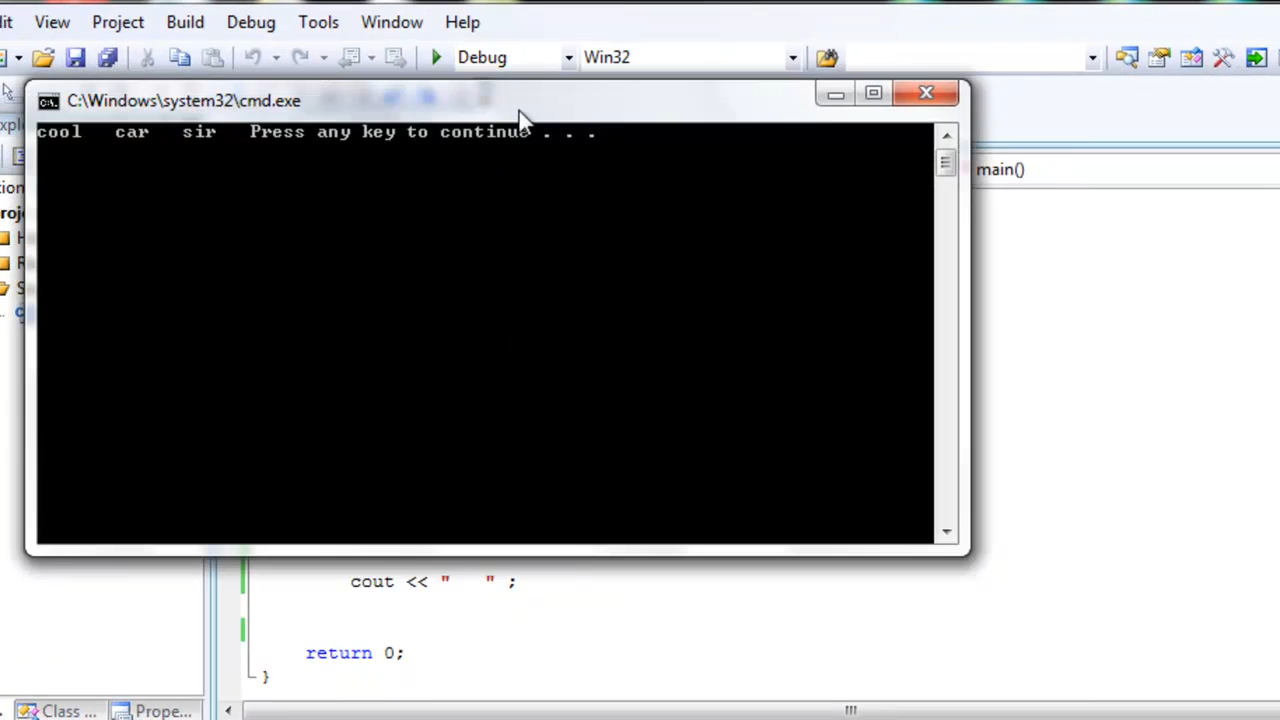 View Project Build Debug Tools Window Help
Debug Win32
C:\Windows\system32\cmd.exe
cool car sir Press any key to continue . . .
main()
cout << " " ;
return 0;
}
Class ... Prope...